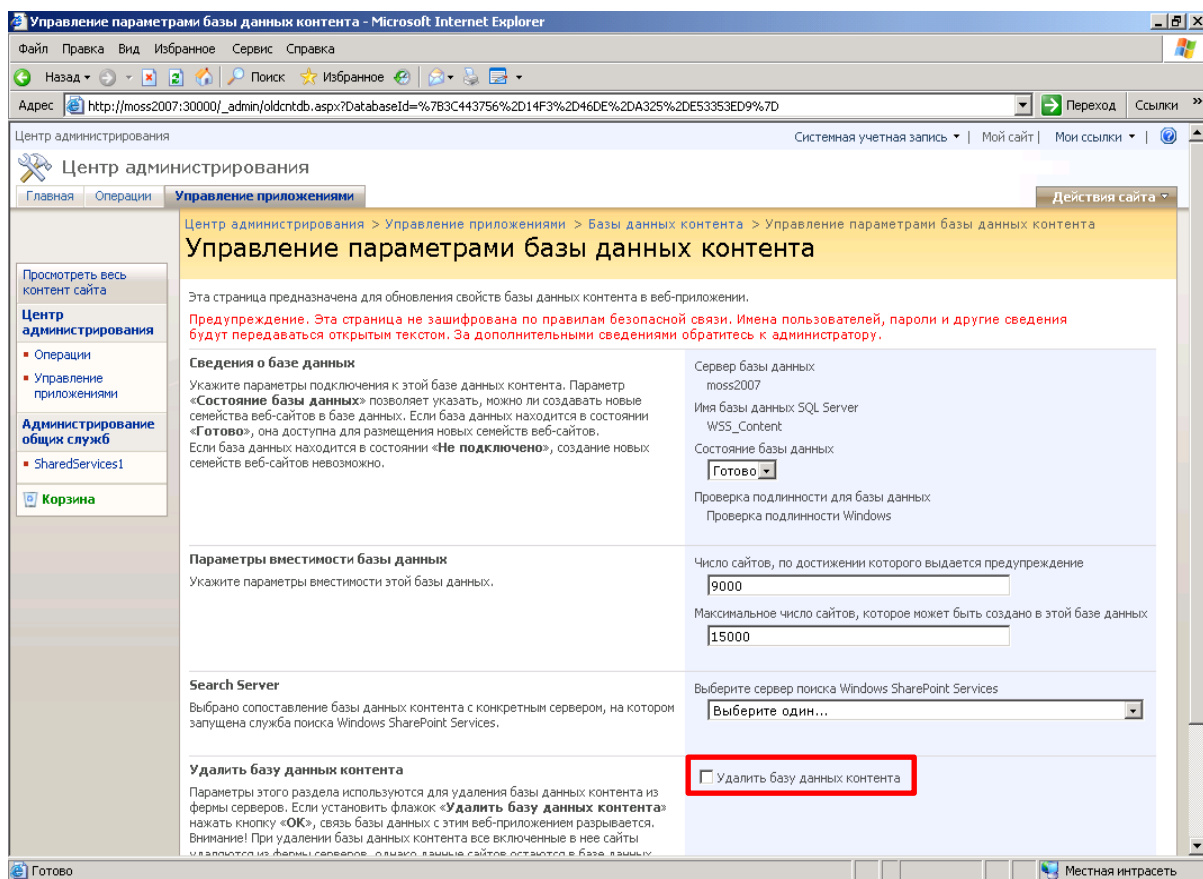 Управление параметрами базы данных контента - Microsoft Internet Explorer
Файл Правка Вид Избранное Сервис Справка
Назад Поиск Избранное
Адрес http://moss2007:30000/_admin/oldcntdb.aspx?DatabaseId=%7B3C443756%2D14F3%2D46DE%2DA325%2DE53353ED9%7D Переход Ссылки »
Центр администрирования Системная учетная запись | Мой сайт | Мои ссылки |
Центр администрирования
Главная Операции Управление приложениями Действия сайта
Центр администрирования > Управление приложениями > Базы данных контента > Управление параметрами базы данных контента
Управление параметрами базы данных контента
Просмотреть весь
контент сайта
Центр
администрирования
Операции
Управление
приложениями
Администрирование
общих служб
SharedServices1
Корзина
Эта страница предназначена для обновления свойств базы данных контента в веб-приложении.
Предупреждение. Эта страница не зашифрована по правилам безопасной связи. Имена пользователей, пароли и другие сведения
будут передаваться открытым текстом. За дополнительными сведениями обратитесь к администратору.
Сведения о базе данных
Укажите параметры подключения к этой базе данных контента. Параметр
«Состояние базы данных» позволяет указать, можно ли создавать новые
семейства веб-сайтов в базе данных. Если база данных находится в состоянии
«Готово», она доступна для размещения новых семейств веб-сайтов.
Если база данных находится в состоянии «Не подключено», создание новых
семейств веб-сайтов невозможно.
Сервер базы данных
moss2007
Имя базы данных SQL Server
WSS_Content
Состояние базы данных
Готово
Проверка подлинности для базы данных
Проверка подлинности Windows
Параметры вместимости базы данных
Укажите параметры вместимости этой базы данных.
Число сайтов, по достижении которого выдается предупреждение
9000
Максимальное число сайтов, которое может быть создано в этой базе данных
15000
Search Server
Выбрано сопоставление базы данных контента с конкретным сервером, на котором
запущена служба поиска Windows SharePoint Services.
Выберите сервер поиска Windows SharePoint Services
Выберите один...
Удалить базу данных контента
Параметры этого раздела используются для удаления базы данных контента из
фермы серверов. Если установить флажок «Удалить базу данных контента»
нажать кнопку «ОК», связь базы данных с этим веб-приложением разрывается.
Внимание! При удалении базы данных контента все включенные в нее сайты
удаляются из фермы серверов, однако данные сайтов остаются в базе данных
Удалить базу данных контента
Готово Местная интрасеть